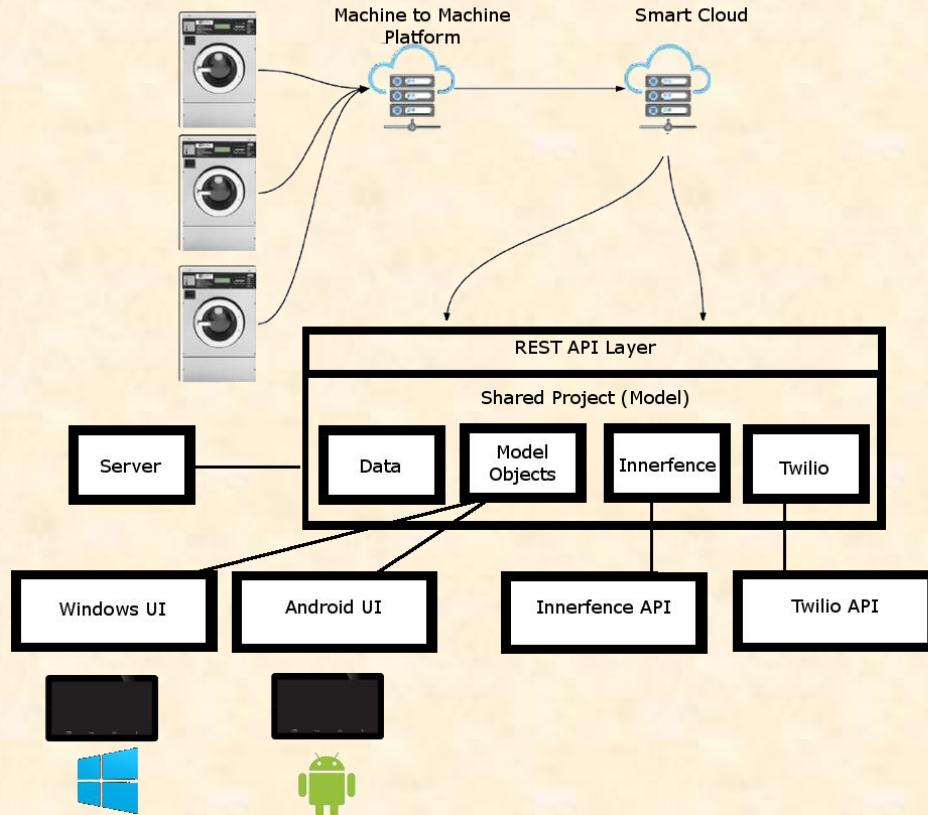 Machine to Machine
Platform
Smart Cloud
REST API Layer
Shared Project (Model)
Server
Data
Model
Objects
Innerfence
Twilio
Windows UI
Android UI
Innerfence API
Twilio API